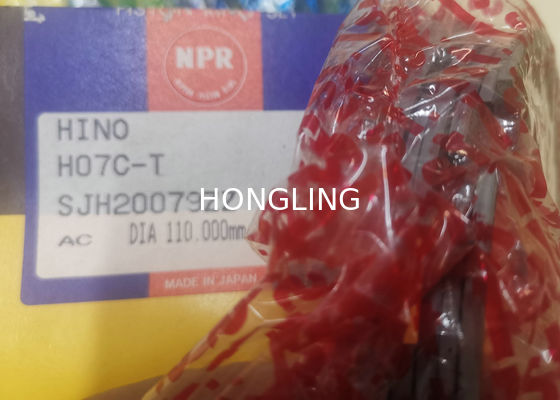 NPR
HINO
H07C-T
SJH20079
HONGLING
AC DIA 110.000mm
MADE IN JAPAN